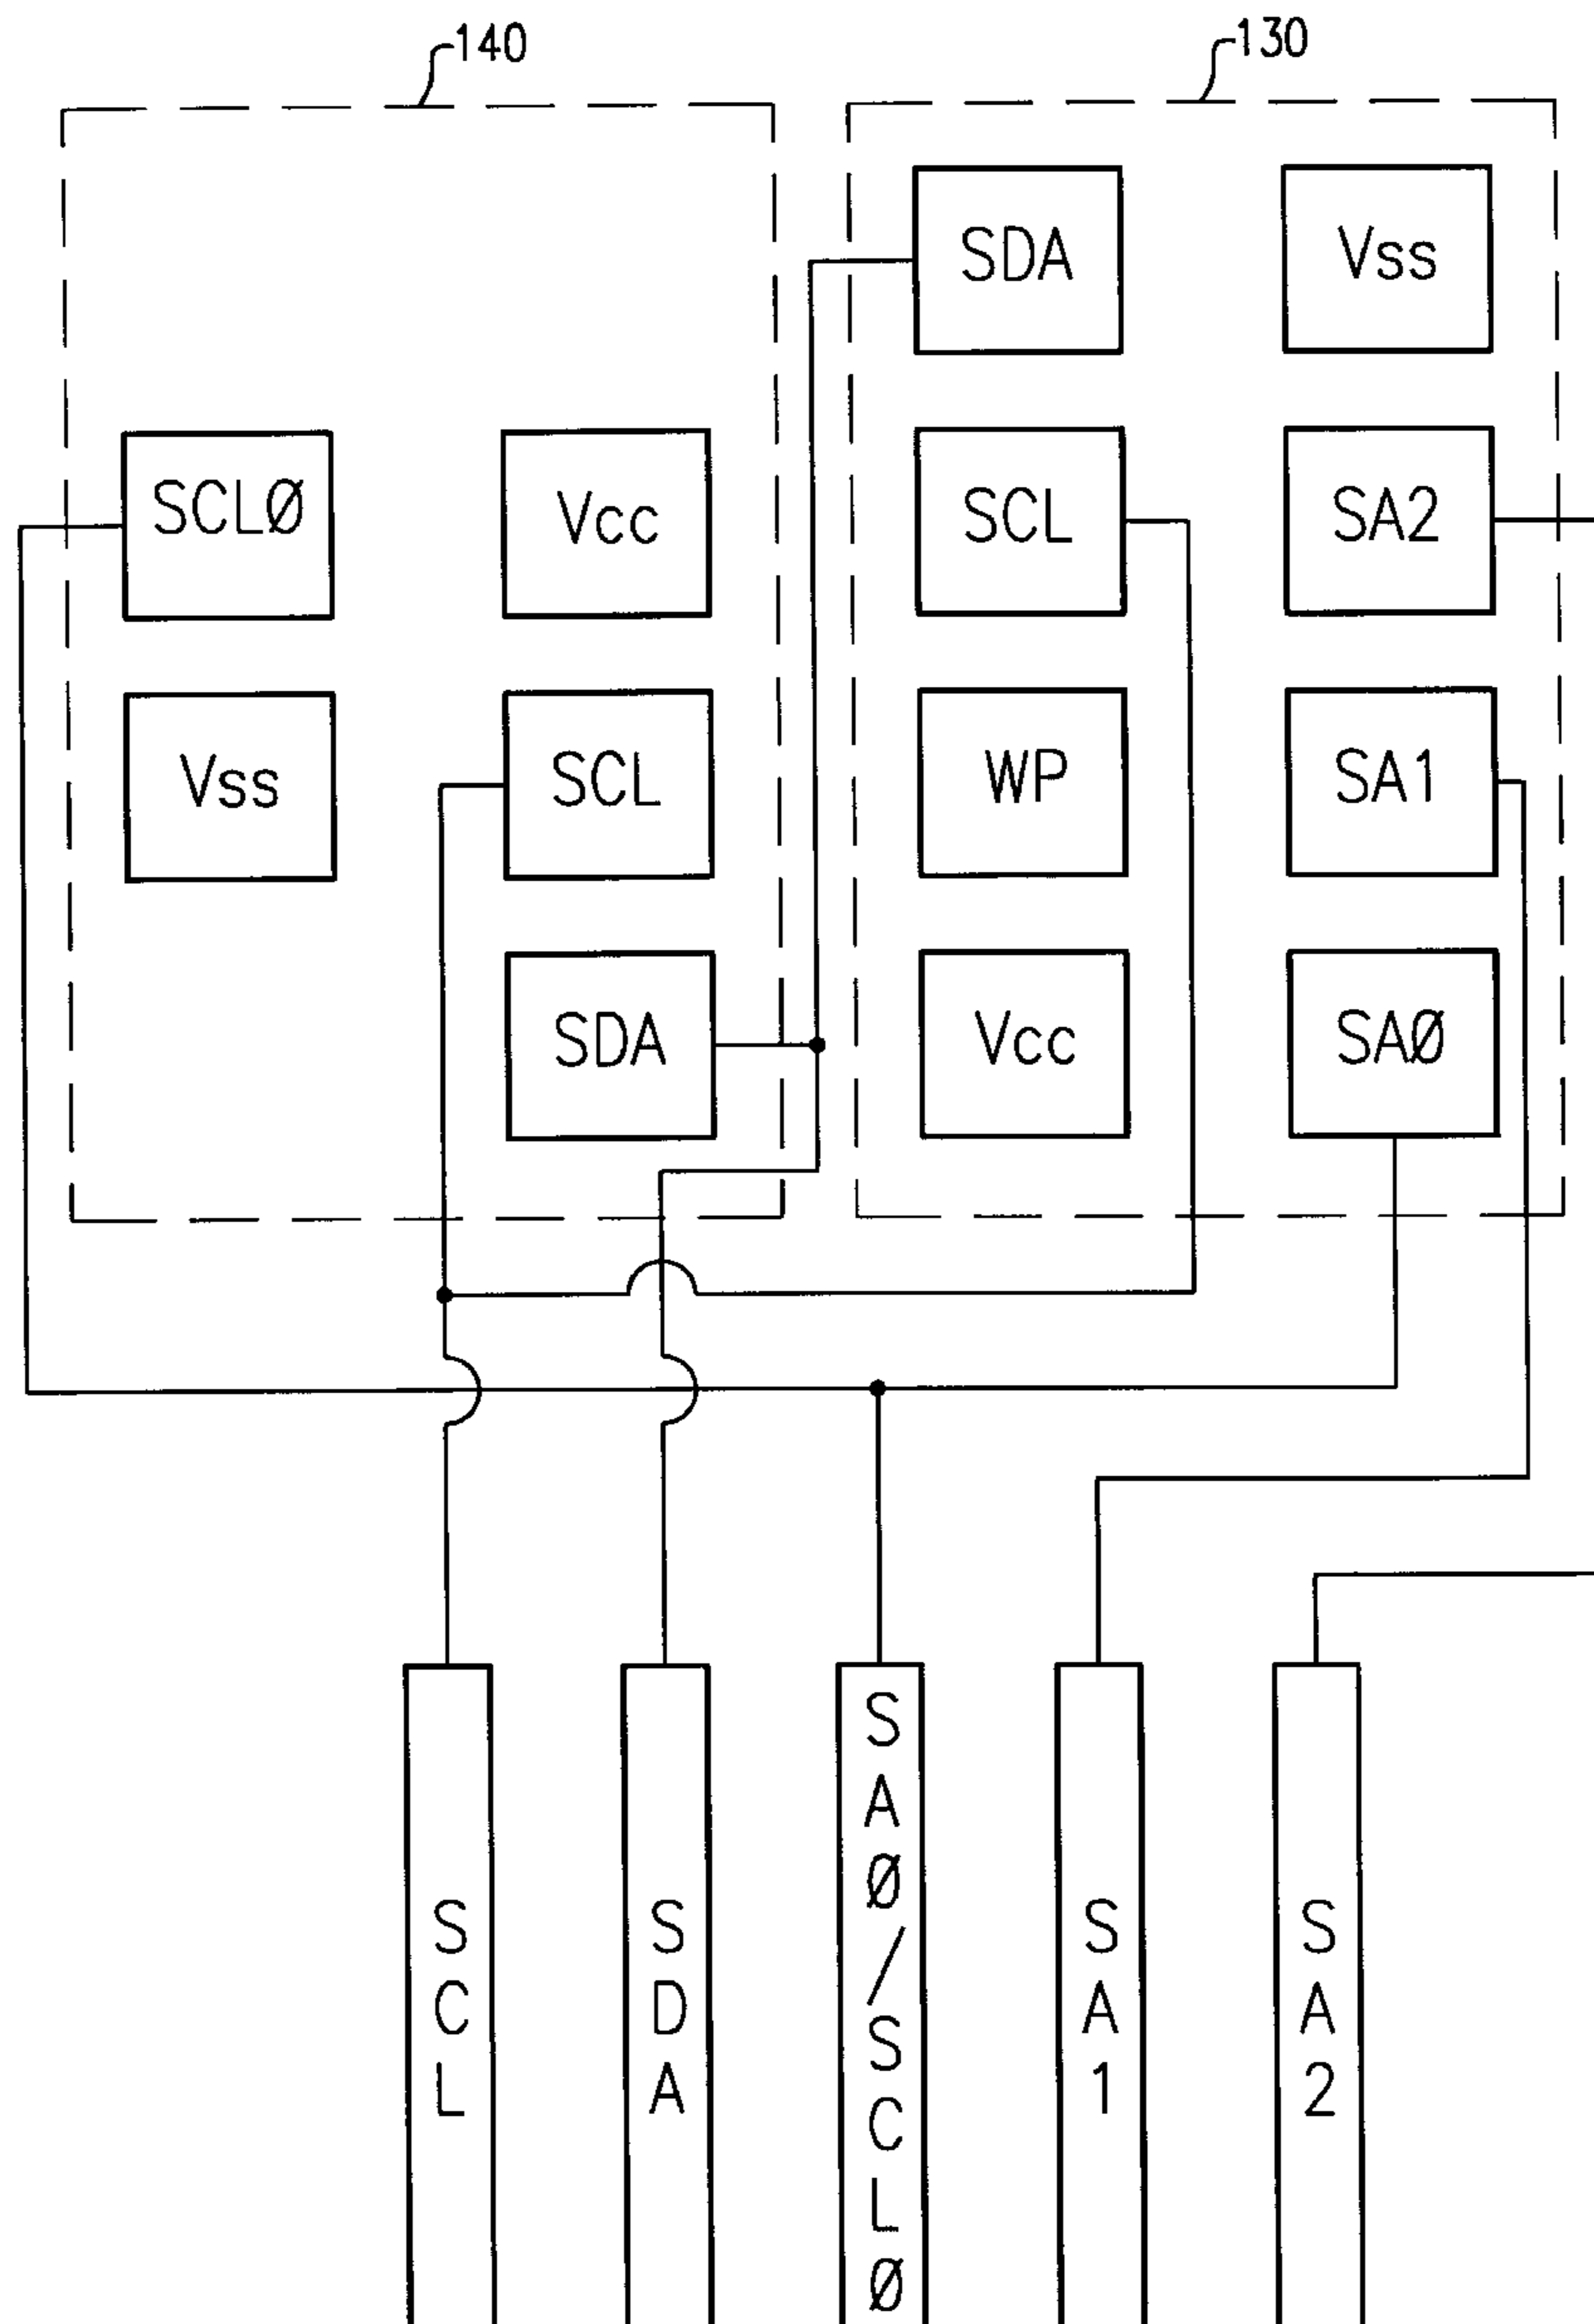 140
130
SDA
Vss
SCLØ
Vcc
SCL
SA2
Vss
SCL
WP
SA1
SDA
Vcc
SAØ
SCL
SDA
SAØ/SCLØ
SA1
SA2